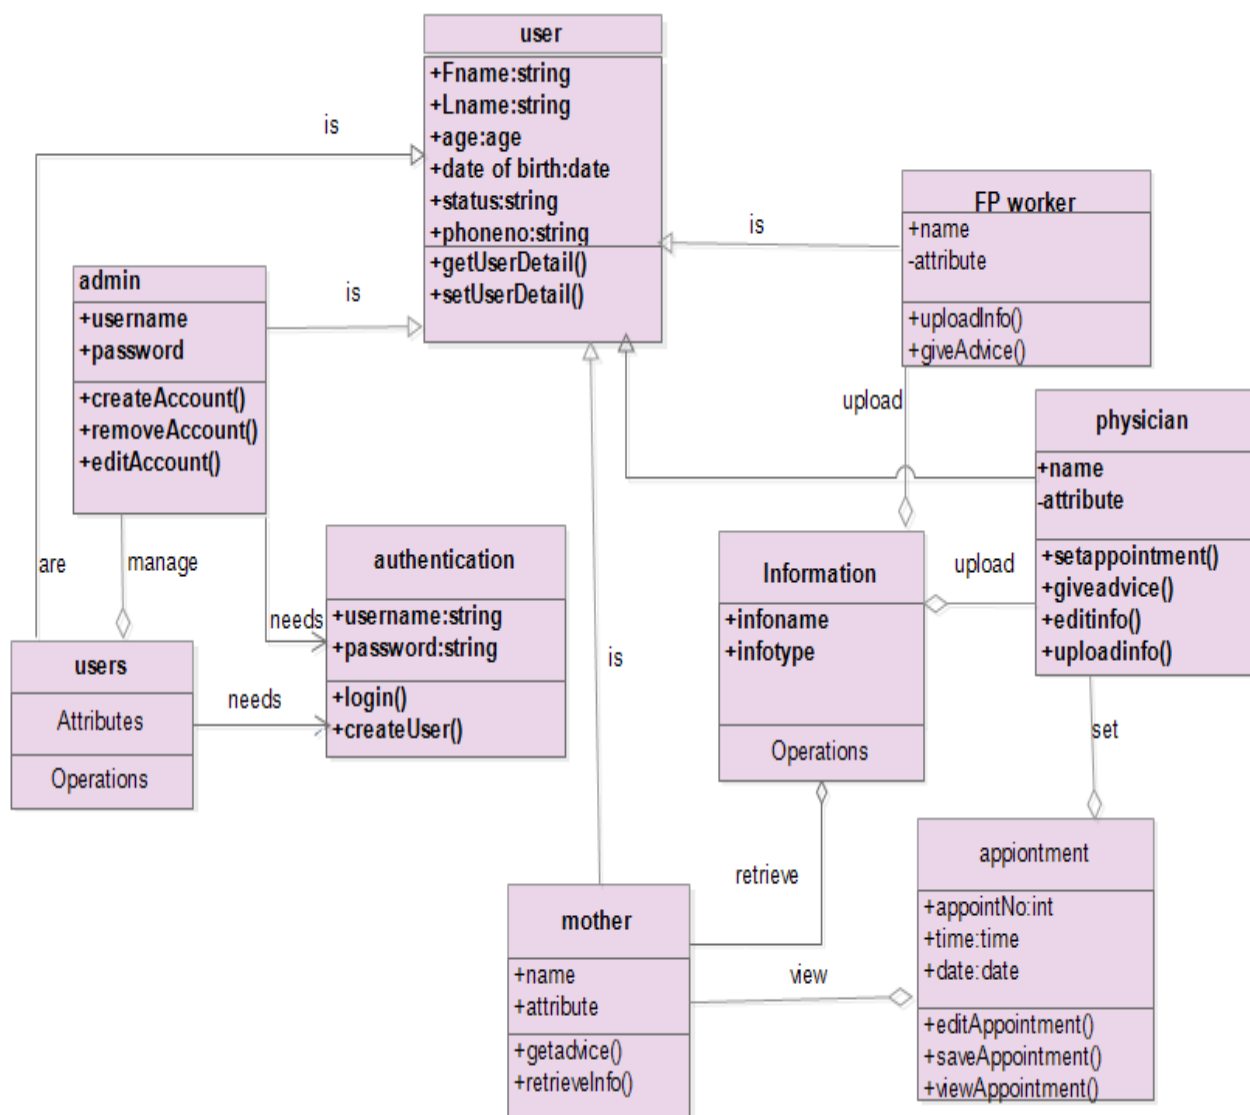 user
+Fname:string
+Lname:string
+age:age
+date of birth:date
+status:string
+phoneno:string
+getUserDetail()
+setUserDetail()
is
FP worker
+name
-attribute
+uploadInfo()
+giveAdvice()
is
admin
+username
+password
+createAccount()
+removeAccount()
+editAccount()
is
upload
physician
+name
-attribute
+setappointment()
+giveadvice()
+editinfo()
+uploadinfo()
are
manage
authentication
+username:string
+password:string
+login()
+createUser()
needs
Information
+infoname
+infotype
Operations
upload
users
Attributes
Operations
needs
is
set
retrieve
appiontment
+appointNo:int
+time:time
+date:date
+editAppointment()
+saveAppointment()
+viewAppointment()
mother
+name
+attribute
+getadvice()
+retrieveInfo()
view